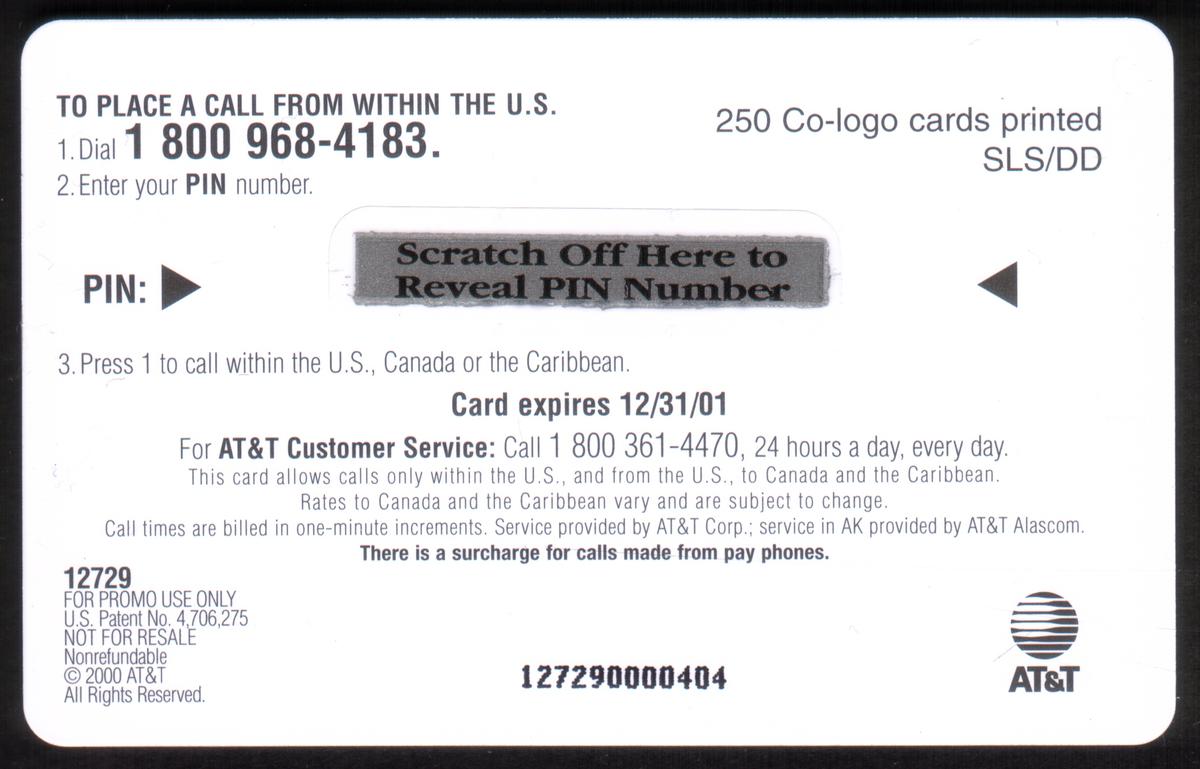 TO PLACE A CALL FROM WITHIN THE U.S.
1. Dial 1 800 968-4183.
2. Enter your PIN number.
250 Co-logo cards printed
SLS/DD
PIN:
Scratch Off Here to
Reveal PIN Number
3. Press 1 to call within the U.S., Canada or the Caribbean.
Card expires 12/31/01
For AT&T Customer Service: Call 1 800 361-4470, 24 hours a day, every day.
This card allows calls only within the U.S., and from the U.S., to Canada and the Caribbean.
Rates to Canada and the Caribbean vary and are subject to change.
Call times are billed in one-minute increments. Service provided by AT&T Corp.; service in AK provided by AT&T Alascom.
There is a surcharge for calls made from pay phones.
12729
FOR PROMO USE ONLY
U.S. Patent No. 4,706,275
NOT FOR RESALE
Nonrefundable
© 2000 AT&T
All Rights Reserved.
127290000404
AT&T